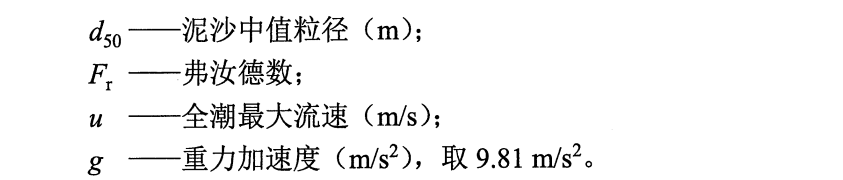 d50 ——泥沙中值粒径（m）；
Fr ——弗汝德数；
u ——全潮最大流速（m/s）；
g ——重力加速度（m/s²），取 9.81 m/s²。